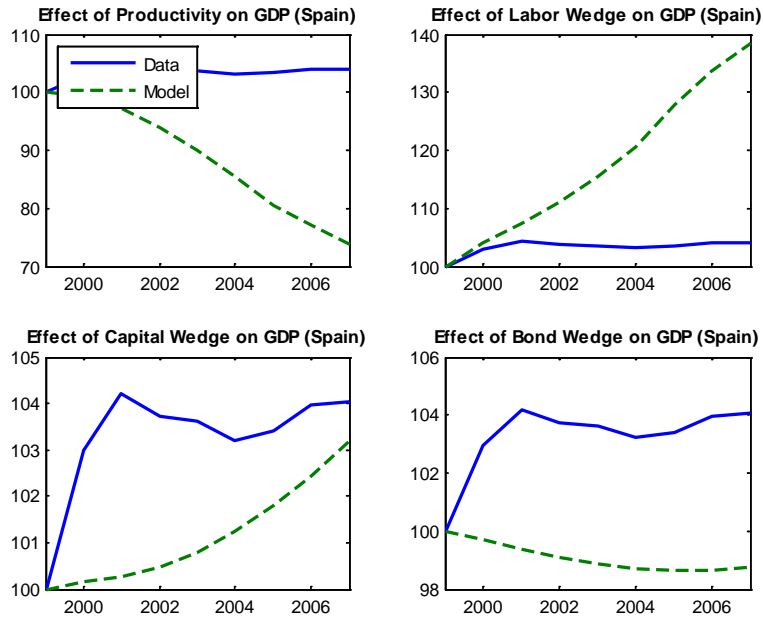 Effect of Productivity on GDP (Spain)
110
100
90
80
70
2000 2002 2004 2006
Data
Model
Effect of Labor Wedge on GDP (Spain)
140
130
120
110
100
2000 2002 2004 2006
Effect of Capital Wedge on GDP (Spain)
105
104
103
102
101
100
2000 2002 2004 2006
Effect of Bond Wedge on GDP (Spain)
106
104
102
100
98
2000 2002 2004 2006